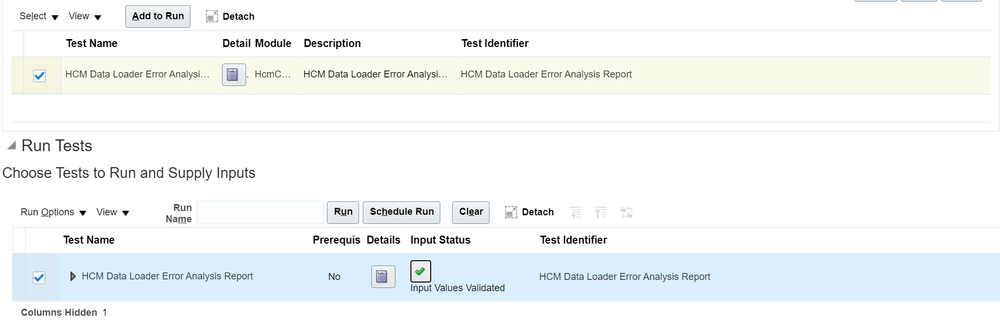 Select View Add to Run Detach
Test Name Detail Module Description Test Identifier
HCM Data Loader Error Analysi... . HcmC... HCM Data Loader Error Analysi... HCM Data Loader Error Analysis Report
Run Tests
Choose Tests to Run and Supply Inputs
Run Options View Run Name Run Schedule Run Clear Detach
Test Name Prerequis Details Input Status Test Identifier
HCM Data Loader Error Analysis Report No Input Values Validated HCM Data Loader Error Analysis Report
Columns Hidden 1